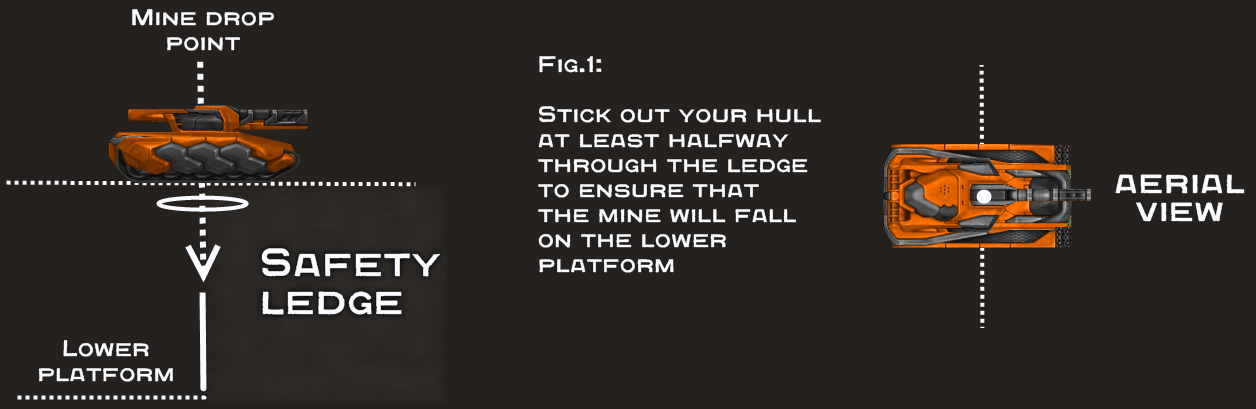 Mine drop
point
Fig.1:
Stick out your hull
at least halfway
through the ledge
to ensure that
the mine will fall
on the lower
platform
Aerial
view
Safety
ledge
Lower
platform